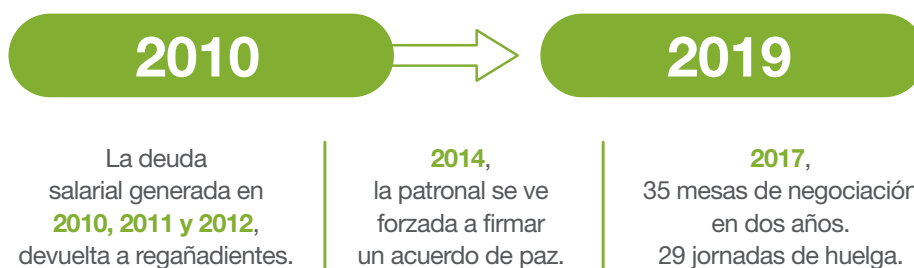 2010
2019
La deuda
salarial generada en
2010, 2011 y 2012,
devuelta a regañadientes.
2014,
la patronal se ve
forzada a firmar
un acuerdo de paz.
2017,
35 mesas de negociación
en dos años.
29 jornadas de huelga.